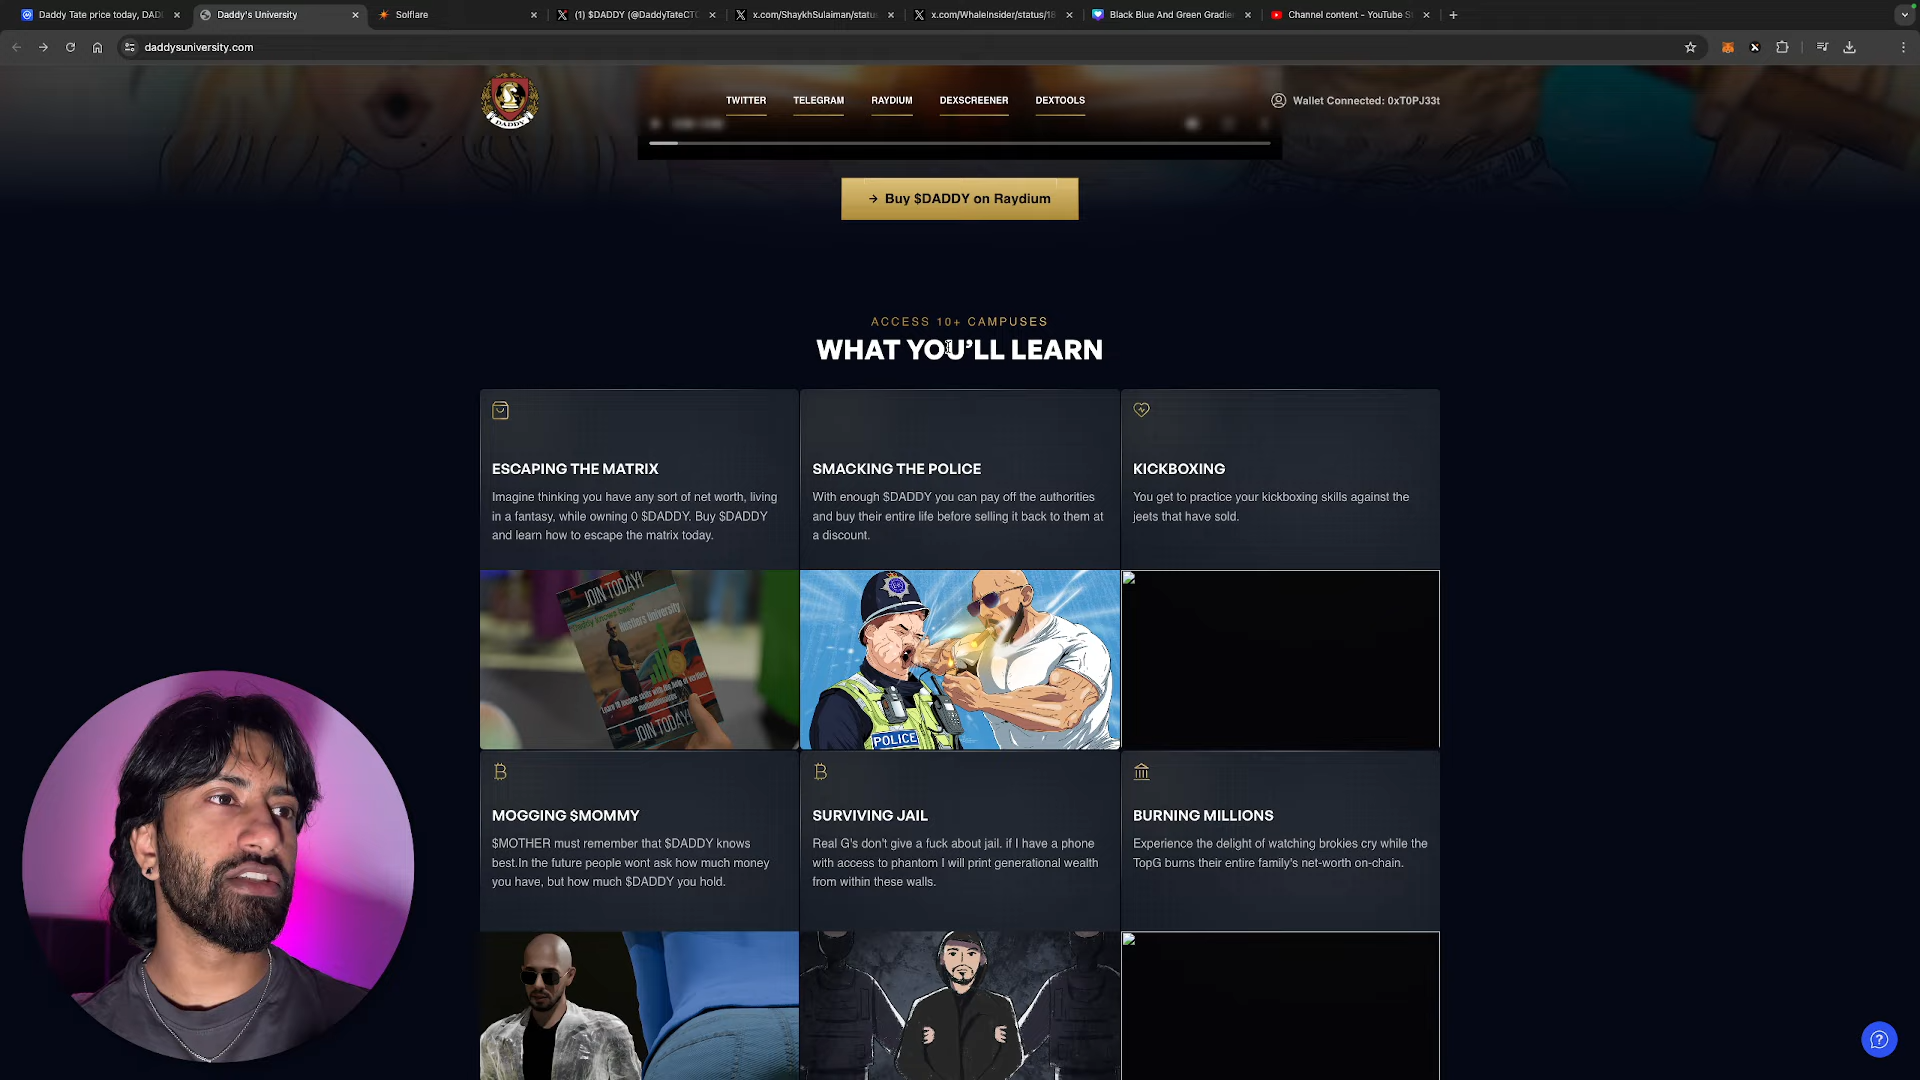 Daddy Tate price today, DAD
Daddy's University
Solflare
(1) $DADDY (@DaddyTateCTO
x.com/ShaykhSulaiman/status
x.com/WhaleInsider/status/18
Black Blue And Green Gradie
Channel content - YouTube S
daddysuniversity.com
DADDY
TWITTER
TELEGRAM
RAYDIUM
DEXSCREENER
DEXTOOLS
Wallet Connected: 0xT0PJ33t
→ Buy $DADDY on Raydium
ACCESS 10+ CAMPUSES
WHAT YOU'LL LEARN
ESCAPING THE MATRIX
Imagine thinking you have any sort of net worth, living
in a fantasy, while owning 0 $DADDY. Buy $DADDY
and learn how to escape the matrix today.
SMACKING THE POLICE
With enough $DADDY you can pay off the authorities
and buy their entire life before selling it back to them at
a discount.
KICKBOXING
You get to practice your kickboxing skills against the
jeets that have sold.
JOIN TODAY!
"Daddy knows best"
Hustlers University
JOIN TODAY!
POLICE
MOGGING $MOMMY
$MOTHER must remember that $DADDY knows
best.In the future people wont ask how much money
you have, but how much $DADDY you hold.
SURVIVING JAIL
Real G's don't give a fuck about jail. if I have a phone
with access to phantom I will print generational wealth
from within these walls.
BURNING MILLIONS
Experience the delight of watching brokies cry while the
TopG burns their entire family's net-worth on-chain.